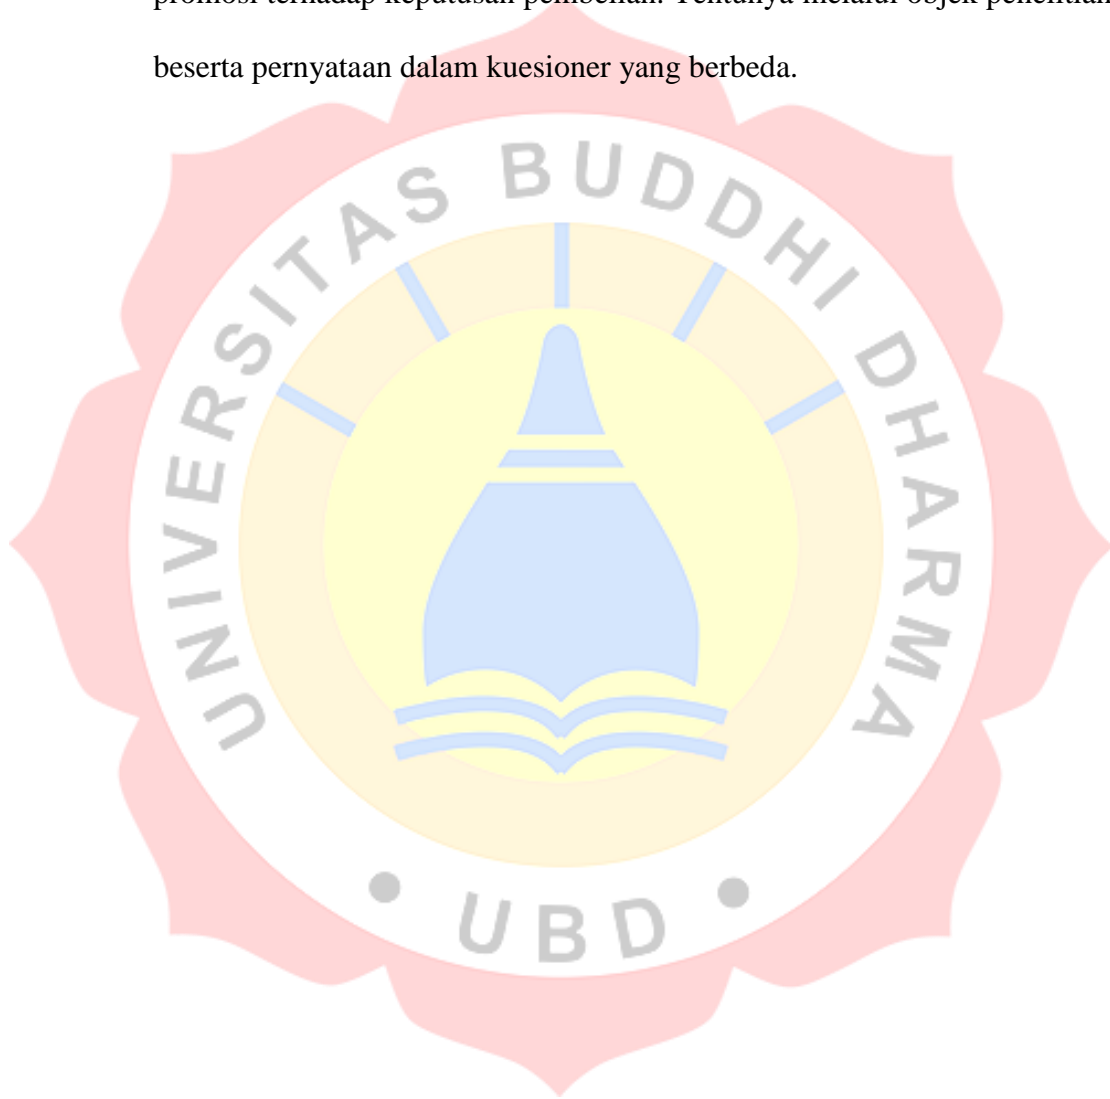 promosi terhadap keputusan pembelian. Tentunya melalui objek penelitian
beserta pernyataan dalam kuesioner yang berbeda.
UNIVERSITAS BUDDHI DHARMA
• UBD •